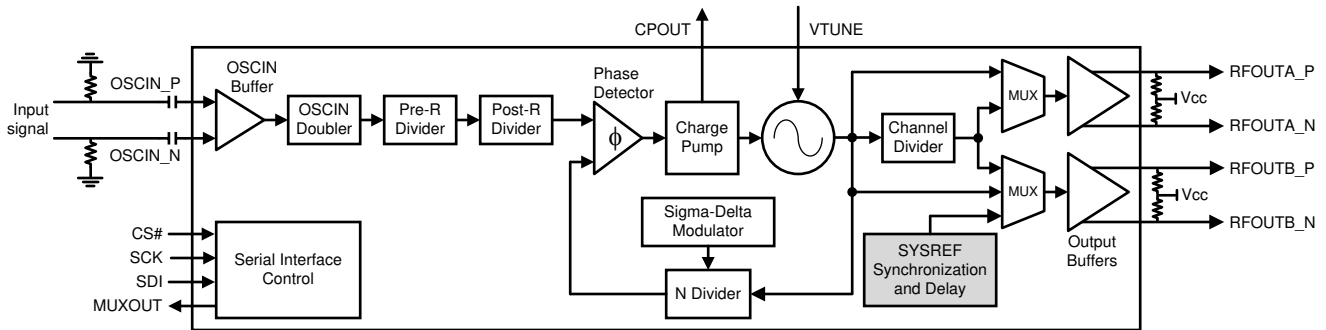 CPOUT
VTUNE
OSCIN_P
OSCIN
Buffer
Input
signal
OSCIN_N
OSCIN
Doubler
Pre-R
Divider
Post-R
Divider
Phase
Detector
ϕ
Charge
Pump
Channel
Divider
MUX
MUX
Vcc
Vcc
RFOUTA_P
RFOUTA_N
RFOUTB_P
RFOUTB_N
Output
Buffers
Sigma-Delta
Modulator
N Divider
SYSREF
Synchronization
and Delay
CS#
SCK
SDI
MUXOUT
Serial Interface
Control